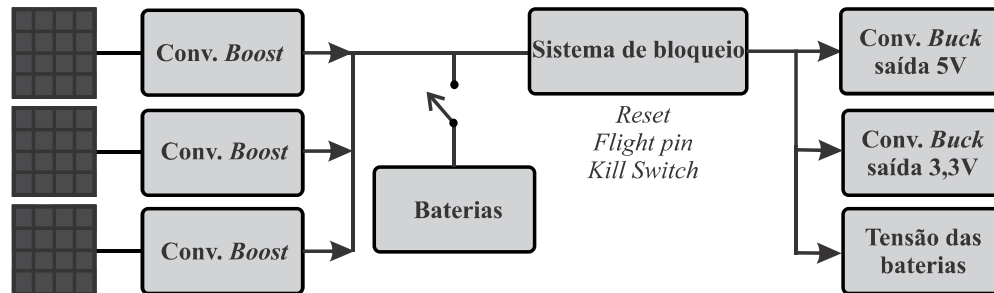 Conv. Boost
Conv. Boost
Conv. Boost
Baterias
Sistema de bloqueio
Reset
Flight pin
Kill Switch
Conv. Buck
saída 5V
Conv. Buck
saída 3,3V
Tensão das
baterias